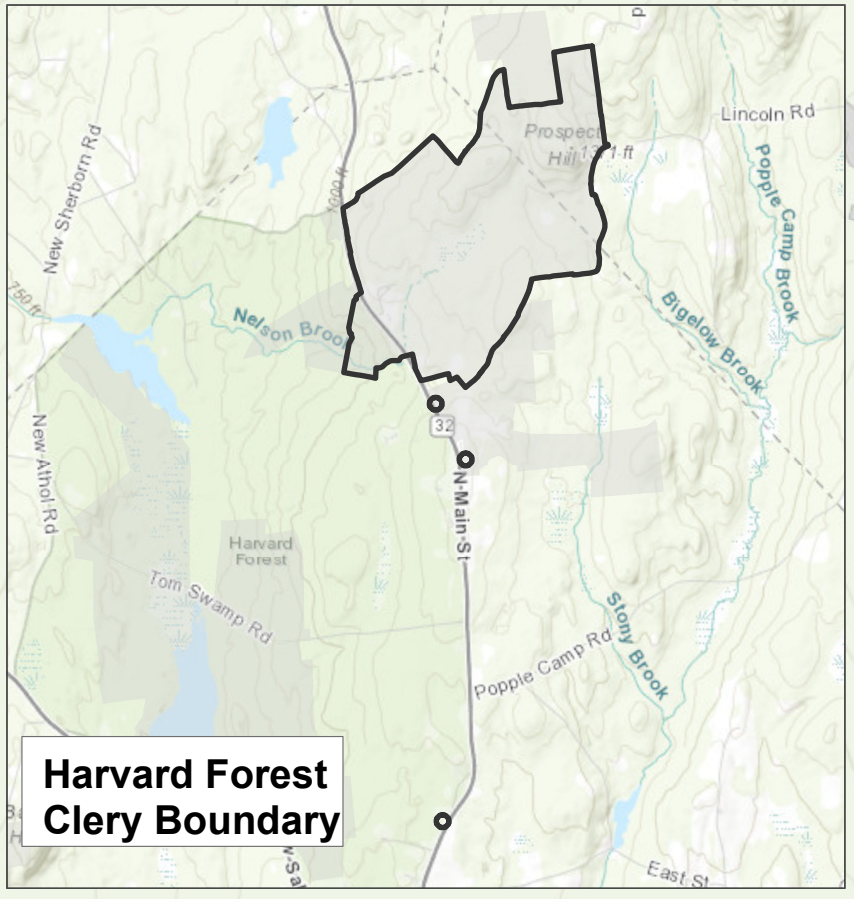 Lincoln Rd
Prospect
Hill
New Sherborn Rd
Popple Camp Brook
1000 ft
750 ft
Nelson Brook
Bigelow Brook
32
New Athol Rd
N Main St
Harvard
Forest
Tom Swamp Rd
Stony Brook
Popple Camp Rd
Harvard Forest
Clery Boundary
East St